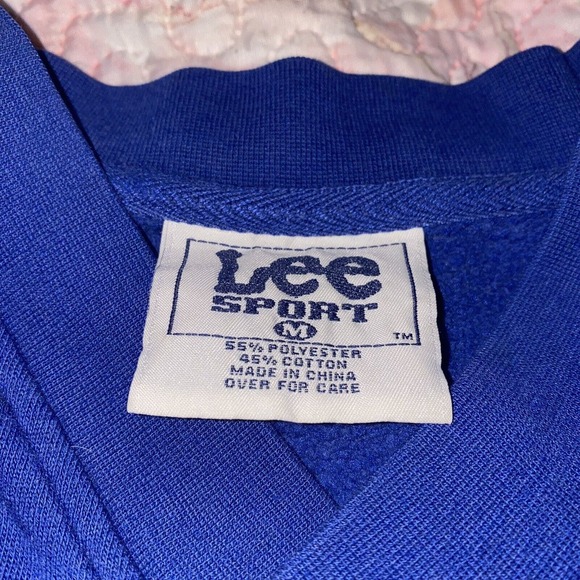 Lee
SPORT
M
TM
55% POLYESTER
45% COTTON
MADE IN CHINA
OVER FOR CARE